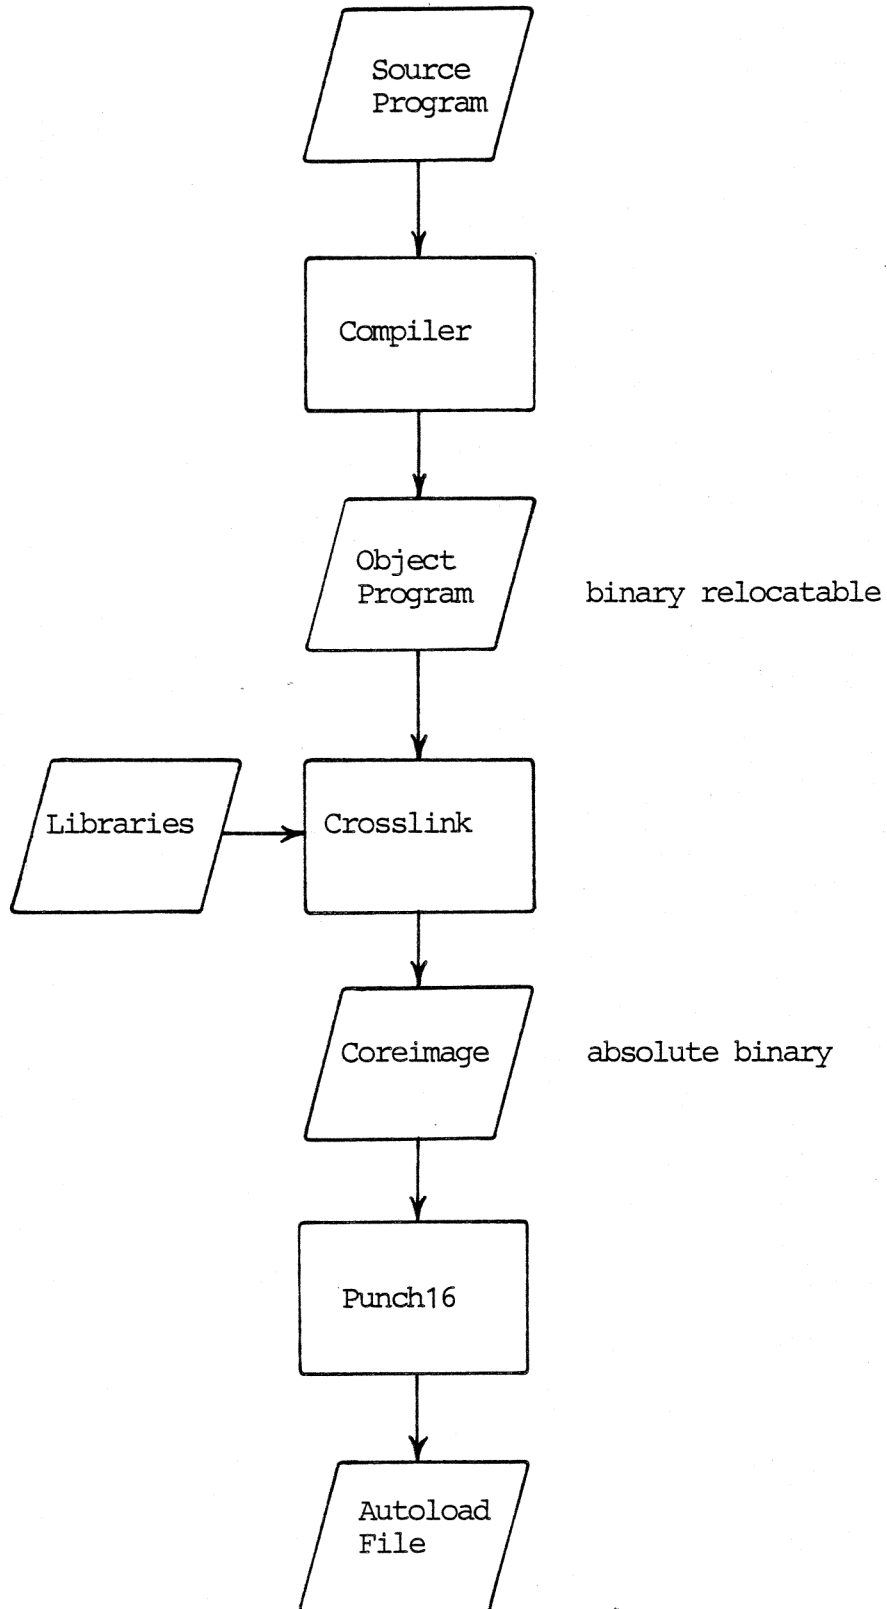 Source
Program
Compiler
Object
Program
binary relocatable
Libraries
Crosslink
Coreimage
absolute binary
Punch16
Autoload
File